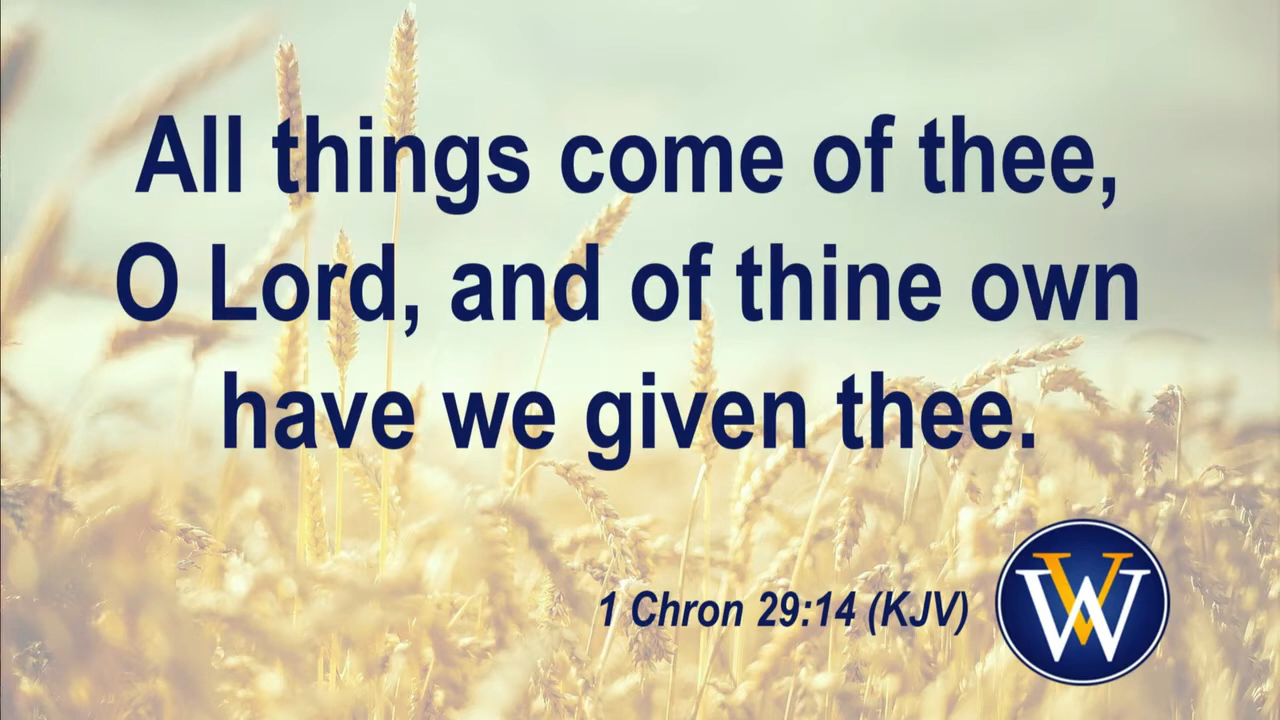 All things come of thee,
O Lord, and of thine own
have we given thee.
1 Chron 29:14 (KJV)
VW